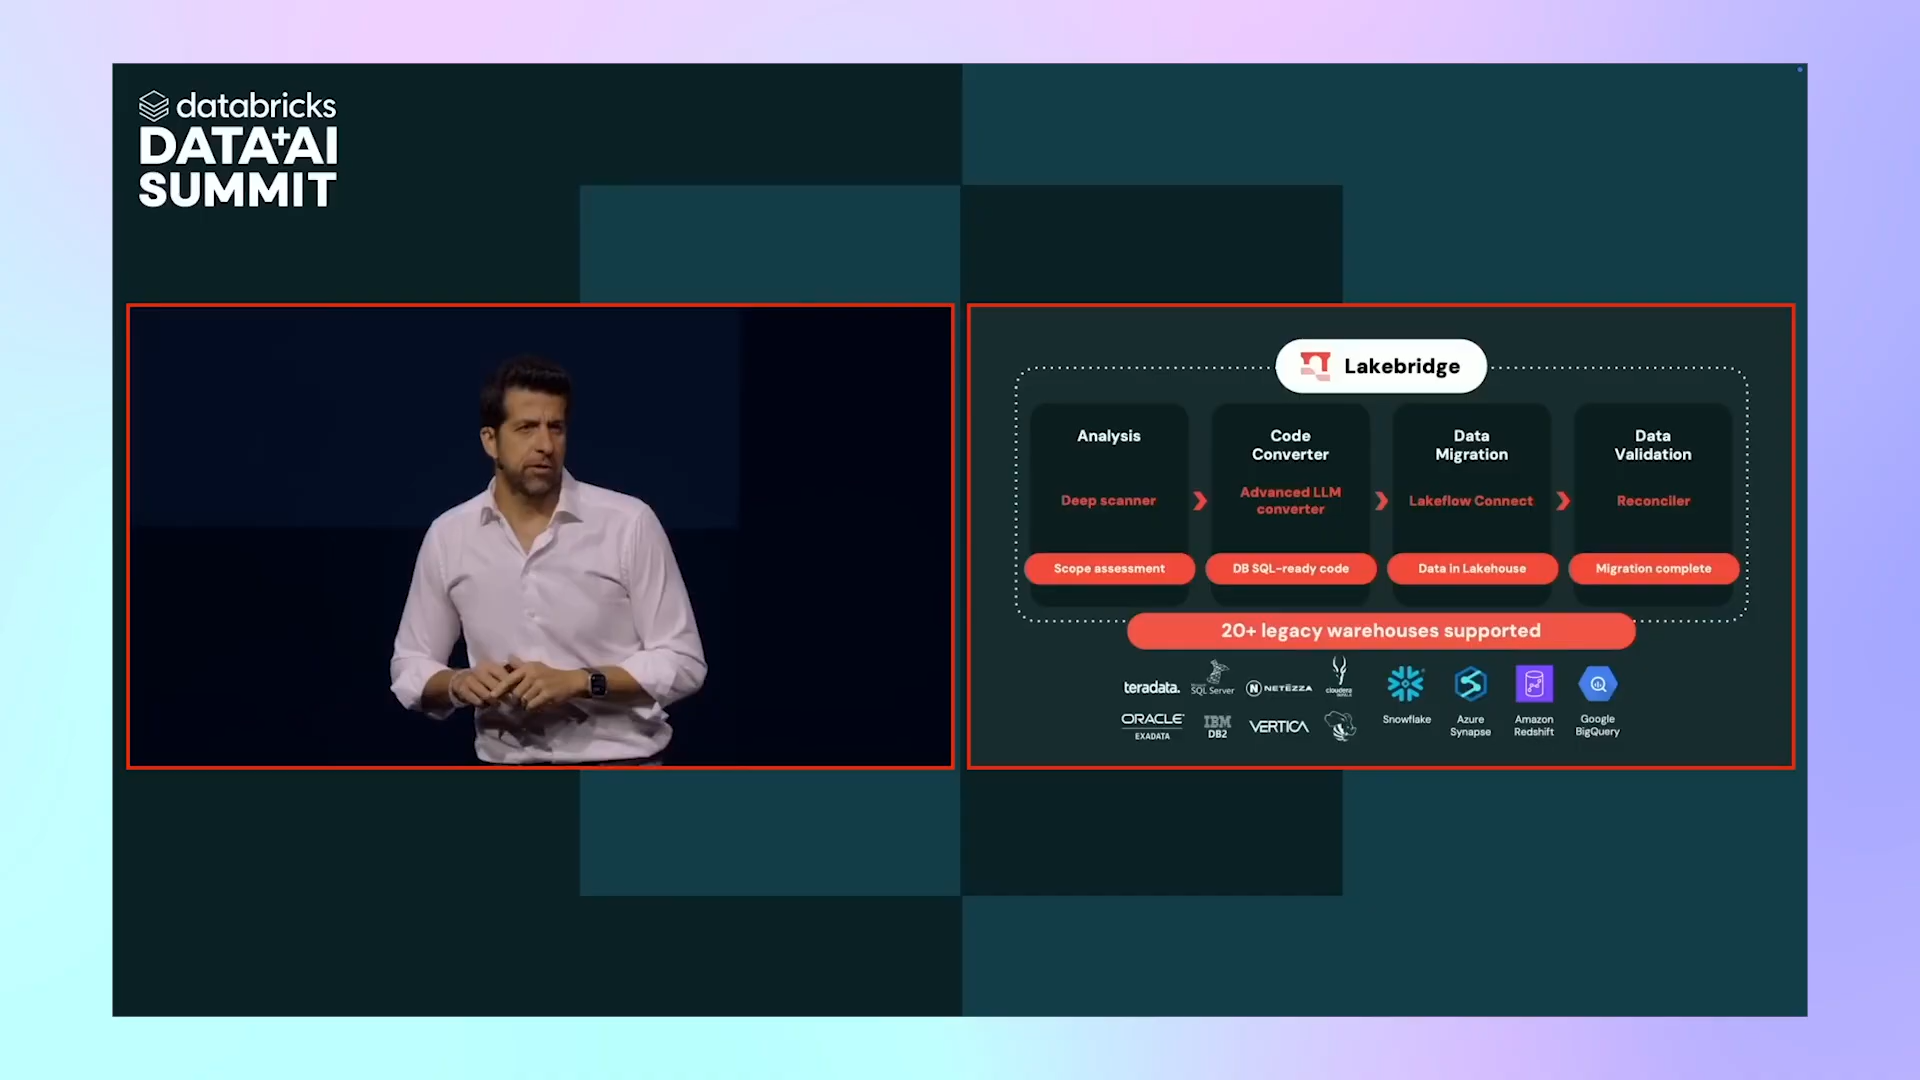 databricks
DATA+AI
SUMMIT
Lakebridge
Analysis
Deep scanner
Scope assessment
Code
Converter
Advanced LLM
converter
DB SQL-ready code
Data
Migration
Lakeflow Connect
Data in Lakehouse
Data
Validation
Reconciler
Migration complete
20+ legacy warehouses supported
teradata.
SQL Server
NETEZZA
cloudera
ORACLE
EXADATA
IBM
DB2
VERTICA
Snowflake
Azure
Synapse
Amazon
Redshift
Google
BigQuery